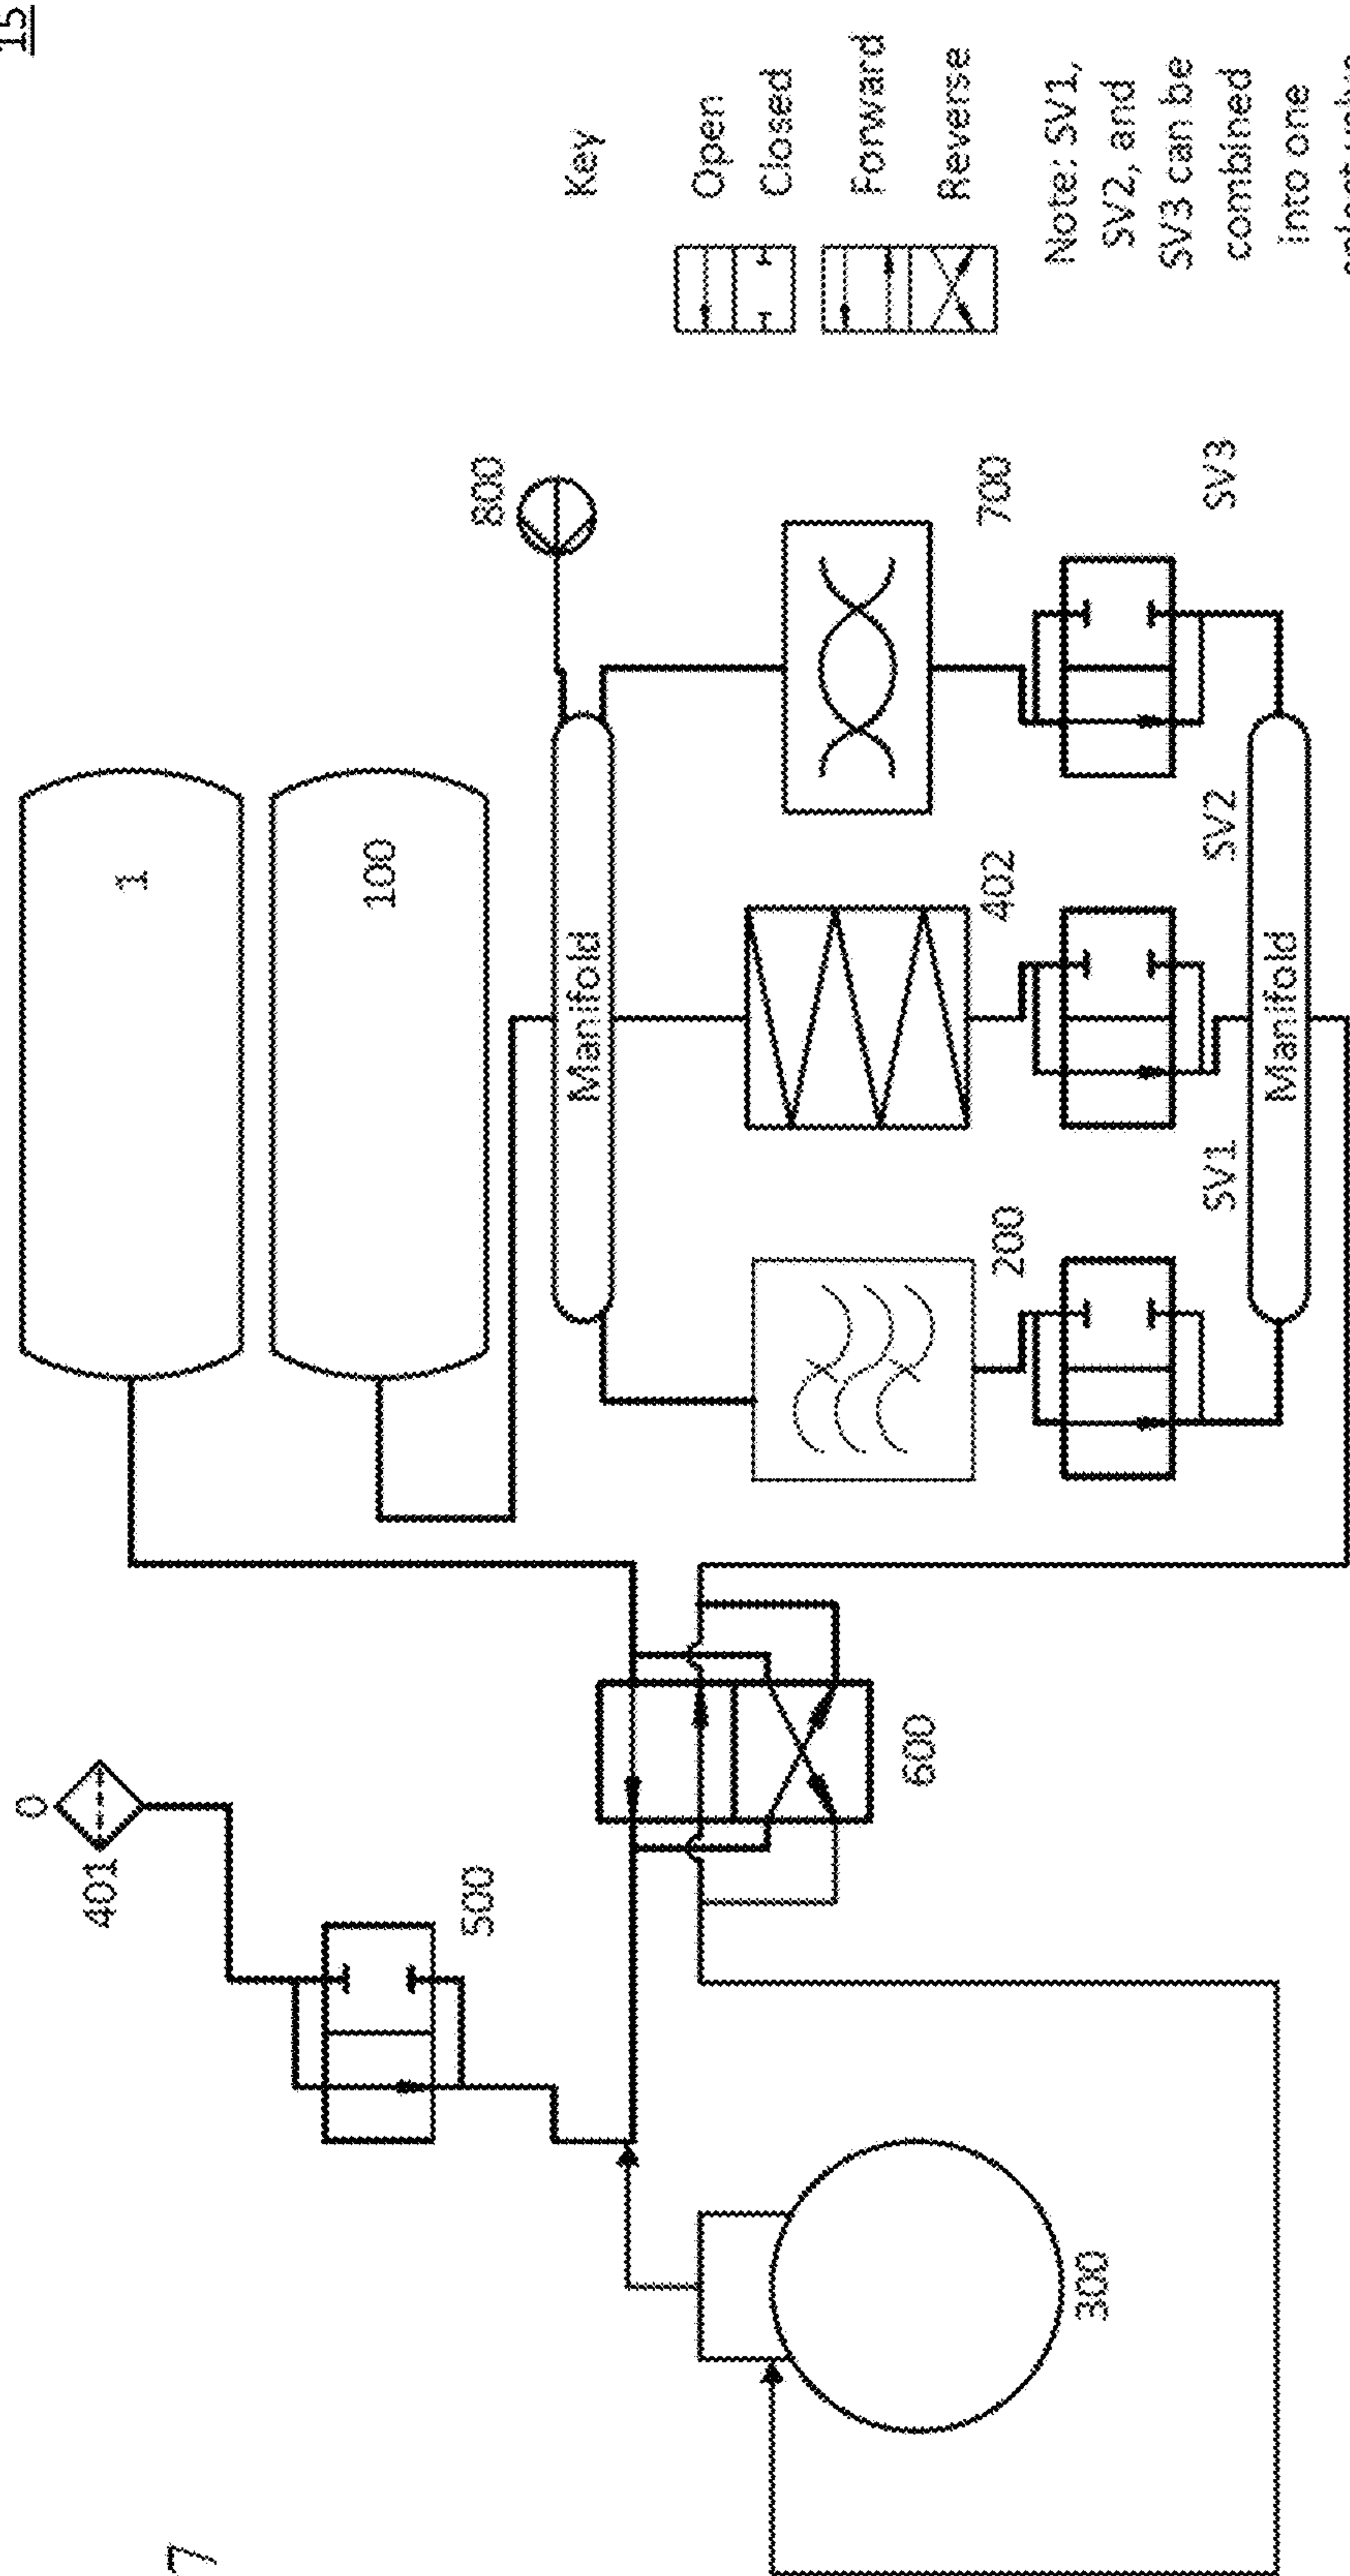 15
7
0
401
500
300
600
1
100
800
Manifold
200
402
700
SV1
SV2
SV3
Manifold
Key
Open
Closed
Forward
Reverse
Note: SV1,
SV2, and
SV3 can be
combined
into one